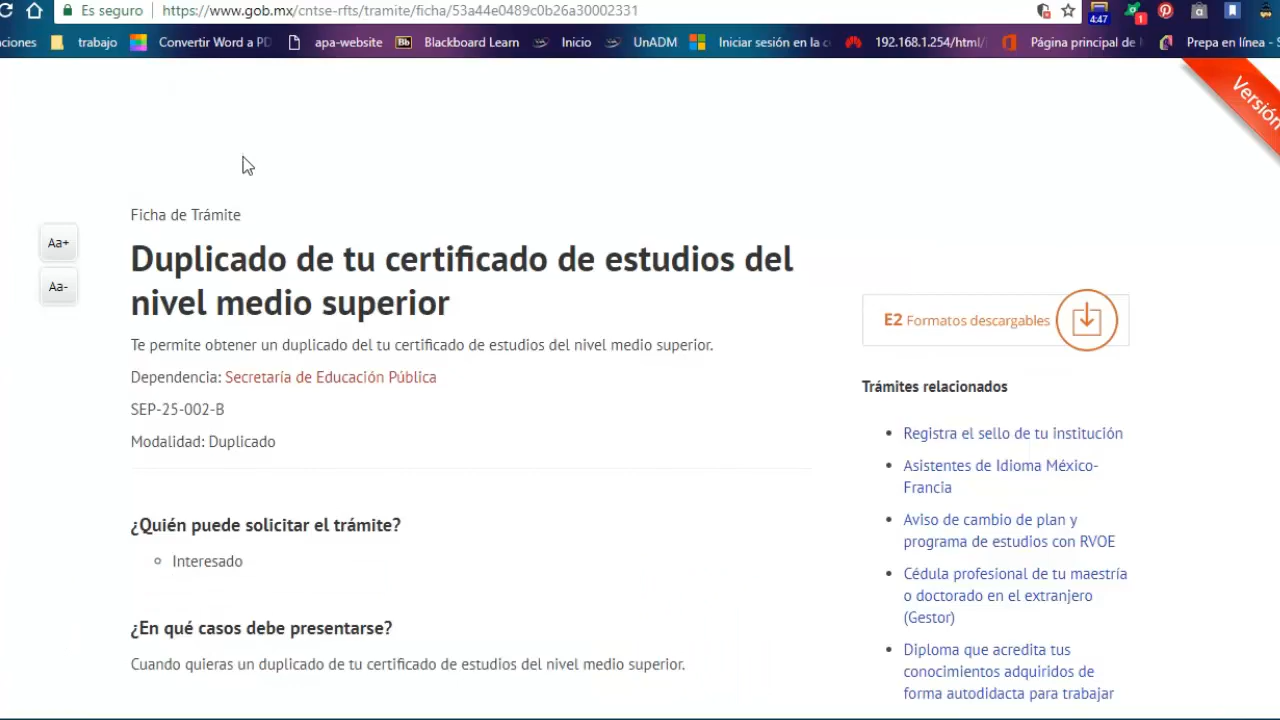 Es seguro
https://www.gob.mx/cntse-rfts/tramite/ficha/53a44e0489c0b26a30002331
4:47
1
ciones
trabajo
Convertir Word a PD
apa-website
Bb
Blackboard Learn
Inicio
UnADM
Iniciar sesión en la c
192.168.1.254/html/
Página principal de
Prepa en línea - S
Versión
Ficha de Trámite
Aa+
Aa-
Duplicado de tu certificado de estudios del
nivel medio superior
Te permite obtener un duplicado del tu certificado de estudios del nivel medio superior.
Dependencia: Secretaría de Educación Pública
SEP-25-002-B
Modalidad: Duplicado
¿Quién puede solicitar el trámite?
Interesado
¿En qué casos debe presentarse?
Cuando quieras un duplicado de tu certificado de estudios del nivel medio superior.
E2 Formatos descargables
Trámites relacionados
Registra el sello de tu institución
Asistentes de Idioma México-
Francia
Aviso de cambio de plan y
programa de estudios con RVOE
Cédula profesional de tu maestría
o doctorado en el extranjero
(Gestor)
Diploma que acredita tus
conocimientos adquiridos de
forma autodidacta para trabajar